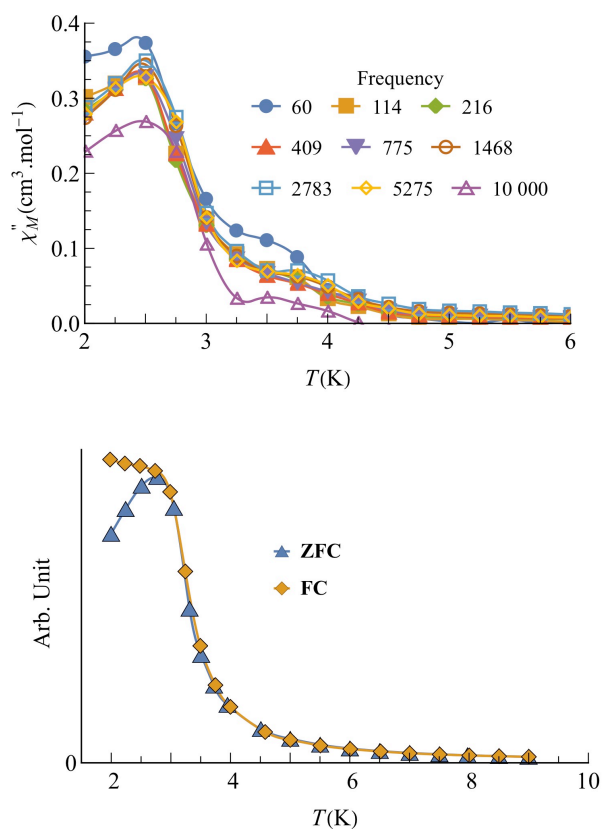 0.4
0.3
0.2
0.1
0.0
χ"M(cm³.mol⁻¹)
Frequency
60 114 216
409 775 1468
2783 5275 10 000
2 3 4 5 6
T(K)
Arb. Unit
0
ZFC
FC
2 4 6 8 10
T(K)